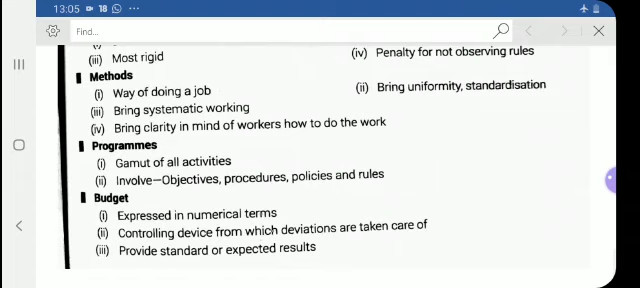 13:05 18 ...
Find...
(iii) Most rigid (iv) Penalty for not observing rules
Methods
(i) Way of doing a job (ii) Bring uniformity, standardisation
(iii) Bring systematic working
(iv) Bring clarity in mind of workers how to do the work
Programmes
(i) Gamut of all activities
(ii) Involve—Objectives, procedures, policies and rules
Budget
(i) Expressed in numerical terms
(ii) Controlling device from which deviations are taken care of
(iii) Provide standard or expected results